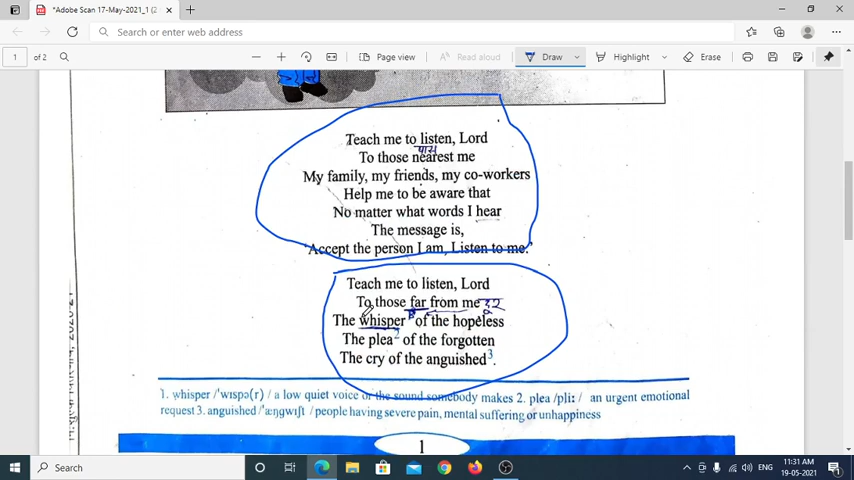 *Adobe Scan 17-May-2021_1 (2
Search or enter web address
1 of 2
Page view
Read aloud
Draw
Highlight
Erase
Teach me to listen, Lord
पास
To those nearest me
My family, my friends, my co-workers
Help me to be aware that
No matter what words I hear
The message is,
'Accept the person I am, Listen to me.'
Teach me to listen, Lord
To those far from me
The whisper of the hopeless
The plea2 of the forgotten
The cry of the anguished3.
1. whisper /'wɪspə(r) / a low quiet voice or the sound somebody makes 2. plea /pliː/ an urgent emotional
request 3. anguished /'æŋgwɪʃt / people having severe pain, mental suffering or unhappiness
1
Search
ENG
11:31 AM
19-05-2021